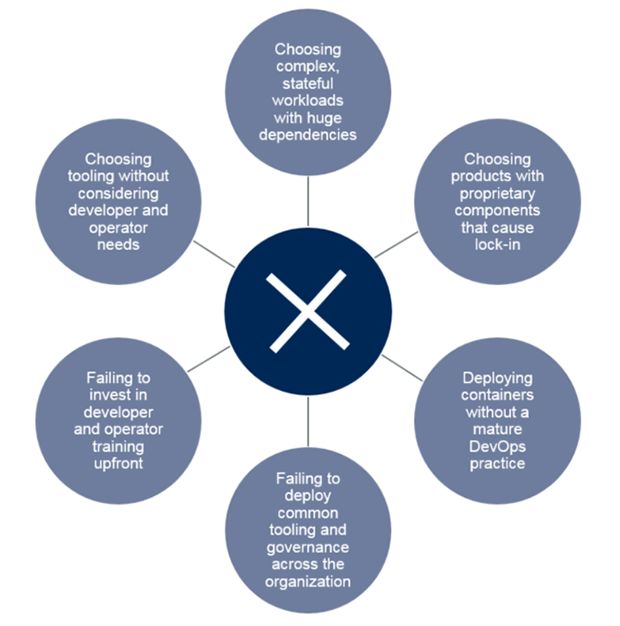 Choosing
complex,
stateful
workloads
with huge
dependencies
Choosing
products with
proprietary
components
that cause
lock-in
Deploying
containers
without a
mature
DevOps
practice
Failing to
deploy
common
tooling and
governance
across the
organization
Failing to
invest in
developer
and operator
training
upfront
Choosing
tooling without
considering
developer and
operator
needs